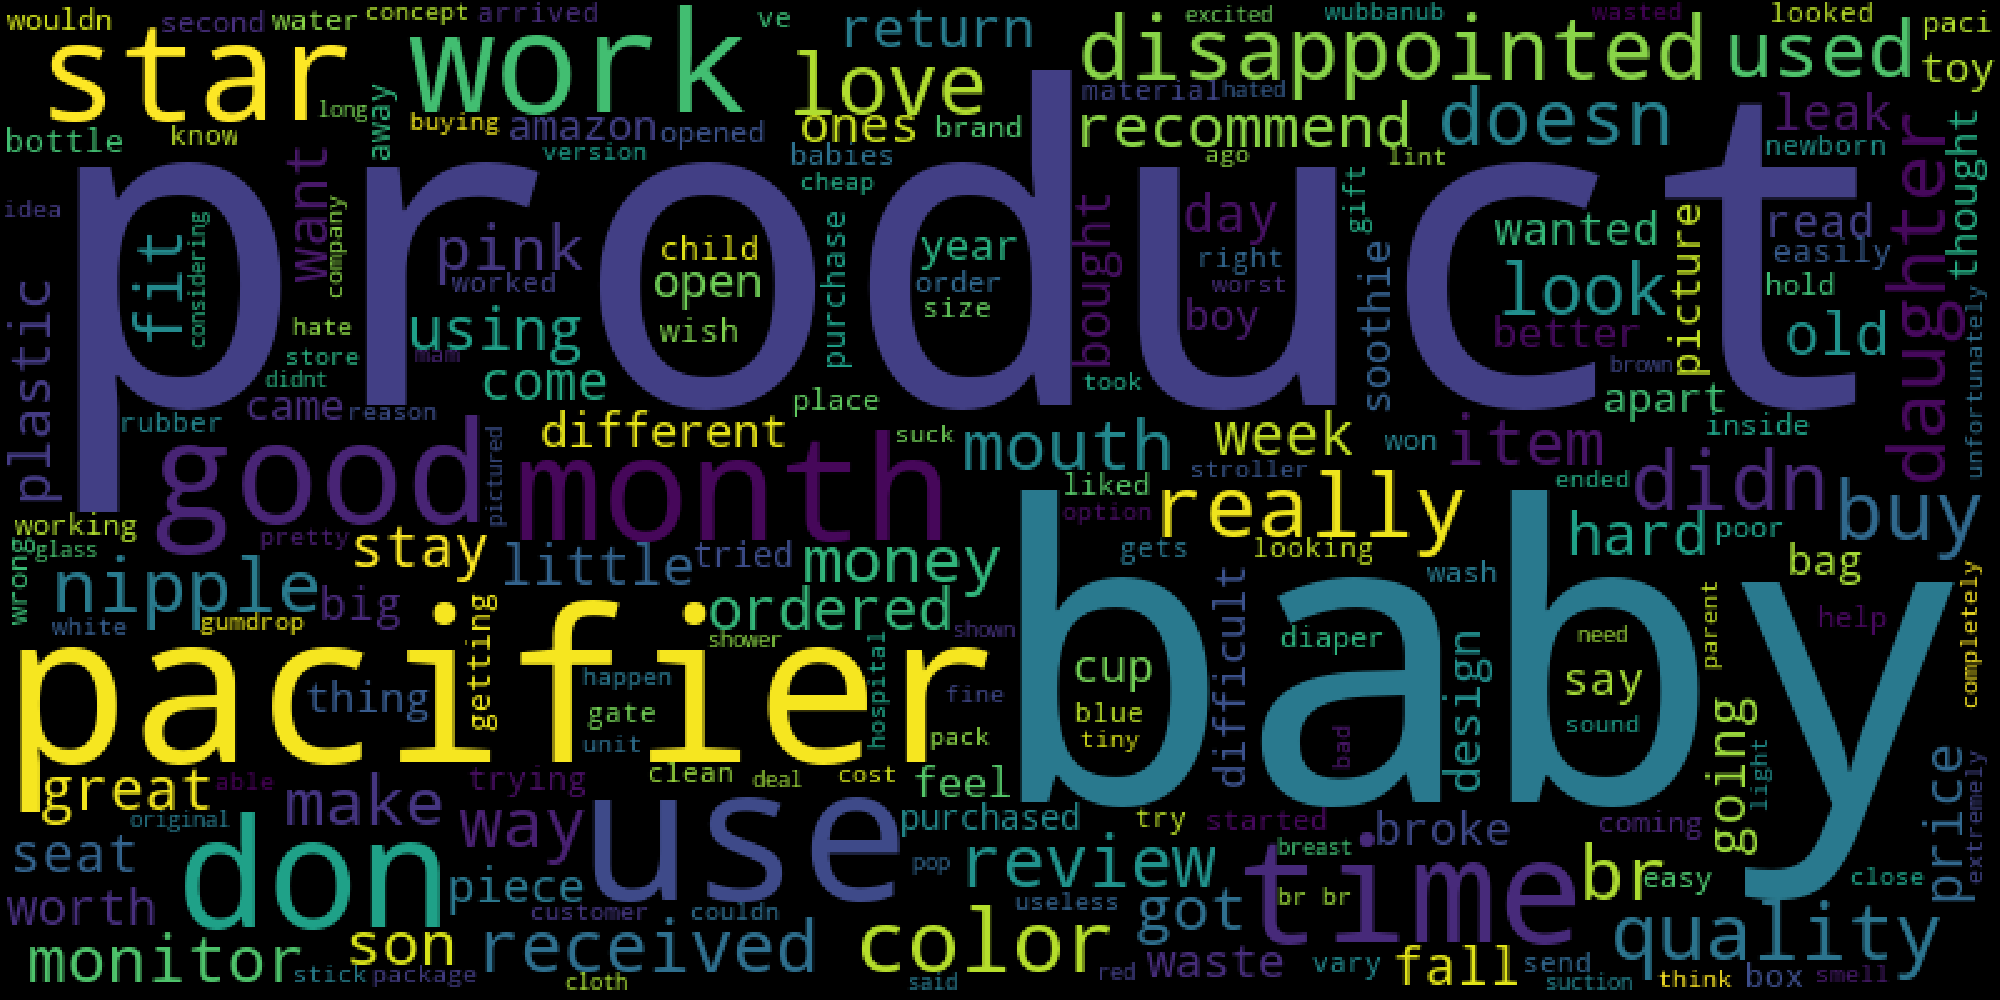 wouldn
second
water
concept
arrived
ve
return
excited
wubbanub
wasted
looked
paci
star
work
love
disappointed
used
toy
long
away
buying
amazon
opened
ones
brand
material
hated
recommend
doesn
leak
bottle
know
version
babies
cheap
ago
lint
newborn
product
idea
fit
considering
want
company
pink
worked
child
open
wish
purchase
year
order
size
bought
day
right
worst
boy
gift
soothie
wanted
look
better
picture
read
easily
hold
old
daughter
thought
unfortunately
plastic
hate
store
didnt
using
mam
come
took
brown
apart
inside
rubber
came
reason
place
different
suck
mouth
week
won
item
good
pictured
month
liked
option
stroller
really
ended
didn
buy
working
glass
wrong
pretty
stay
little
tried
money
gets
looking
hard
poor
bag
nipple
big
white
gumdrop
ordered
shown
wash
baby
help
completely
parent
pacifier
getting
shower
thing
happen
gate
unit
hospital
fine
pack
cup
blue
tiny
difficult
diaper
bad
design
need
say
sound
going
light
great
able
trying
clean
deal
cost
feel
price
extremely
original
make
way
use
purchased
try
started
broke
coming
seat
don
piece
pop
review
breast
time
br
easy
close
worth
customer
couldn
useless
got
br br
quality
monitor
son
received
color
stick
package
cloth
said
red
waste
vary
fall
send
suction
think
box
smell